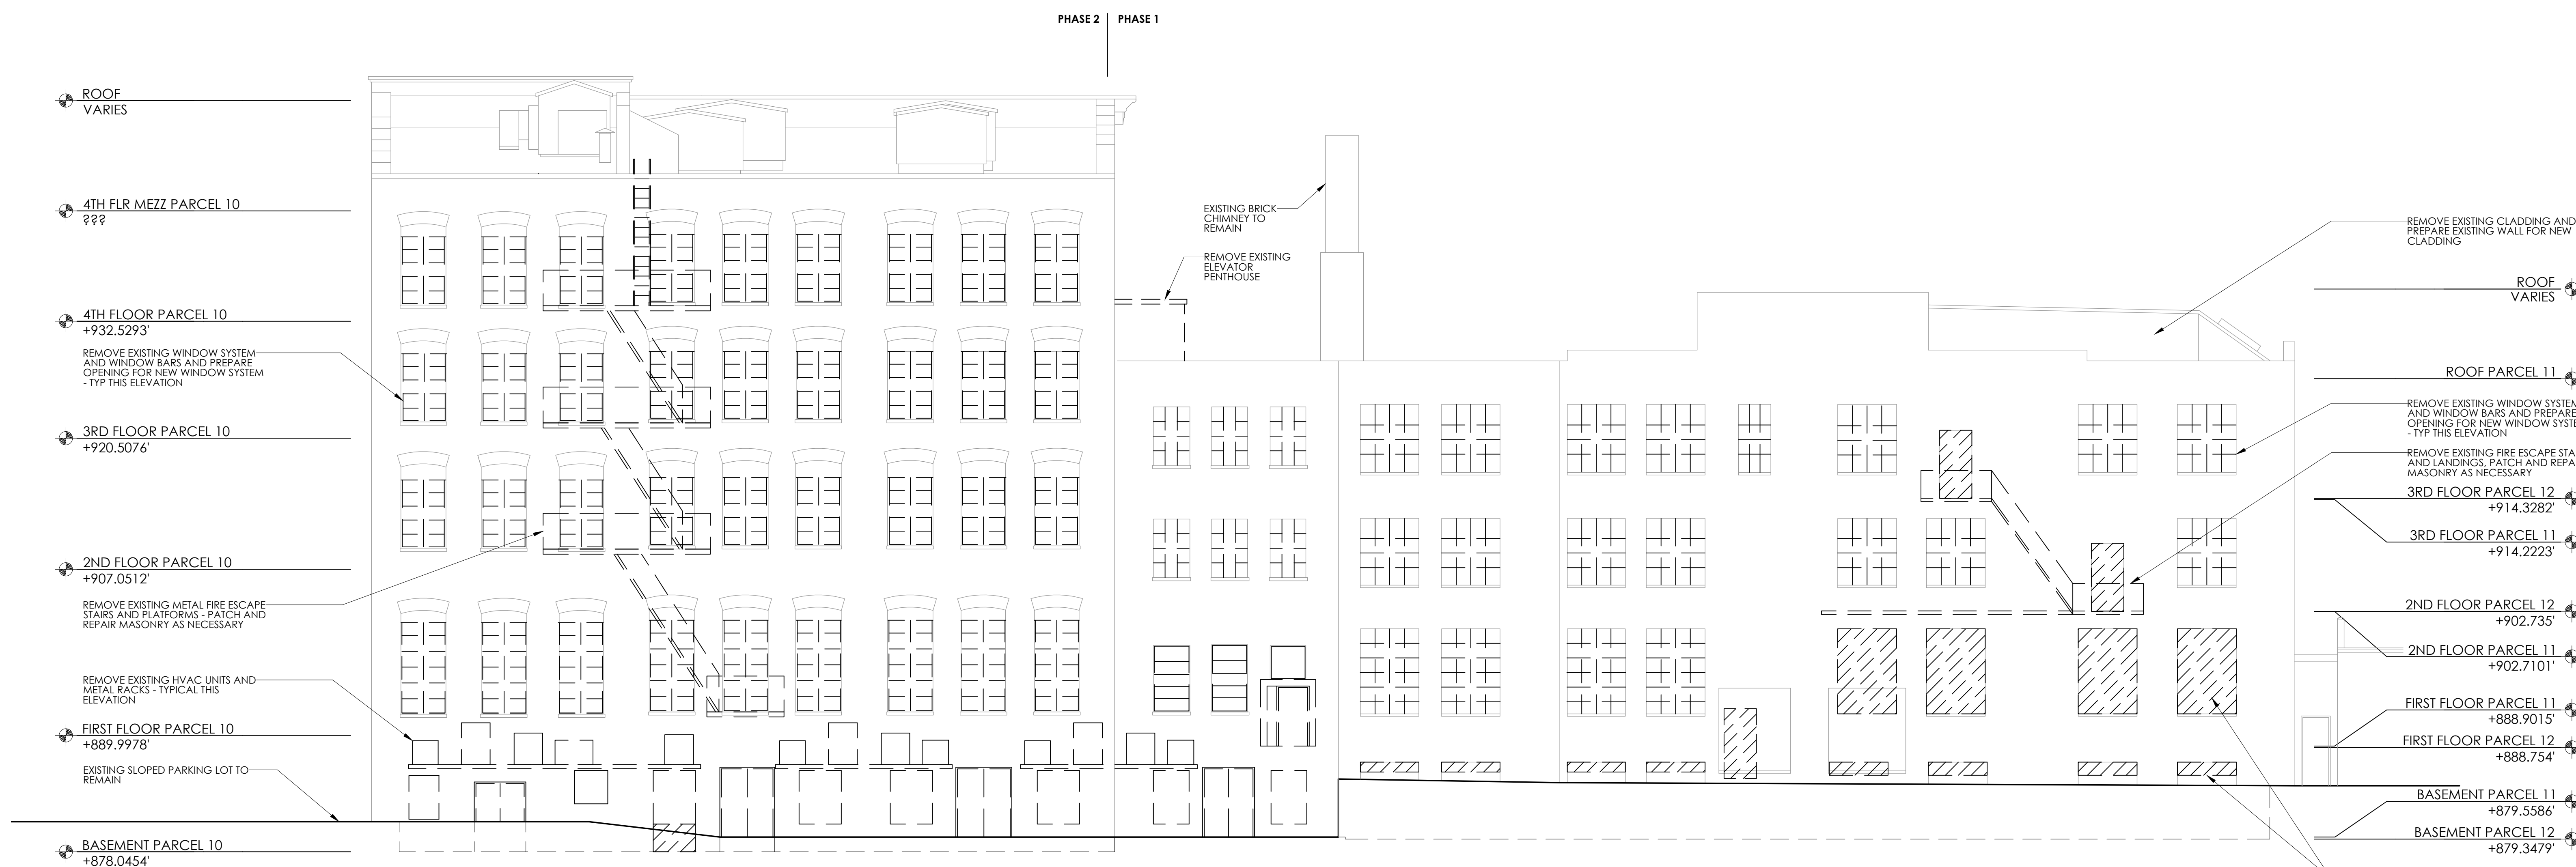 PHASE 2 PHASE 1
ROOF
VARIES
4TH FLR MEZZ PARCEL 10
???
4TH FLOOR PARCEL 10
+932.5293'
REMOVE EXISTING WINDOW SYSTEM
AND WINDOW BARS AND PREPARE
OPENING FOR NEW WINDOW SYSTEM
- TYP THIS ELEVATION
3RD FLOOR PARCEL 10
+920.5076'
2ND FLOOR PARCEL 10
+907.0512'
REMOVE EXISTING METAL FIRE ESCAPE
STAIRS AND PLATFORMS - PATCH AND
REPAIR MASONRY AS NECESSARY
REMOVE EXISTING HVAC UNITS AND
METAL RACKS - TYPICAL THIS
ELEVATION
FIRST FLOOR PARCEL 10
+889.9978'
EXISTING SLOPED PARKING LOT TO
REMAIN
BASEMENT PARCEL 10
+878.0454'
EXISTING BRICK
CHIMNEY TO
REMAIN
REMOVE EXISTING
ELEVATOR
PENTHOUSE
REMOVE EXISTING CLADDING AND
PREPARE EXISTING WALL FOR NEW
CLADDING
ROOF
VARIES
ROOF PARCEL 11
REMOVE EXISTING WINDOW SYSTEM
AND WINDOW BARS AND PREPARE
OPENING FOR NEW WINDOW SYSTE
- TYP THIS ELEVATION
REMOVE EXISTING FIRE ESCAPE STA
AND LANDINGS, PATCH AND REPA
MASONRY AS NECESSARY
3RD FLOOR PARCEL 12
+914.3282'
3RD FLOOR PARCEL 11
+914.2223'
2ND FLOOR PARCEL 12
+902.735'
2ND FLOOR PARCEL 11
+902.7101'
FIRST FLOOR PARCEL 11
+888.9015'
FIRST FLOOR PARCEL 12
+888.754'
BASEMENT PARCEL 11
+879.5586'
BASEMENT PARCEL 12
+879.3479'